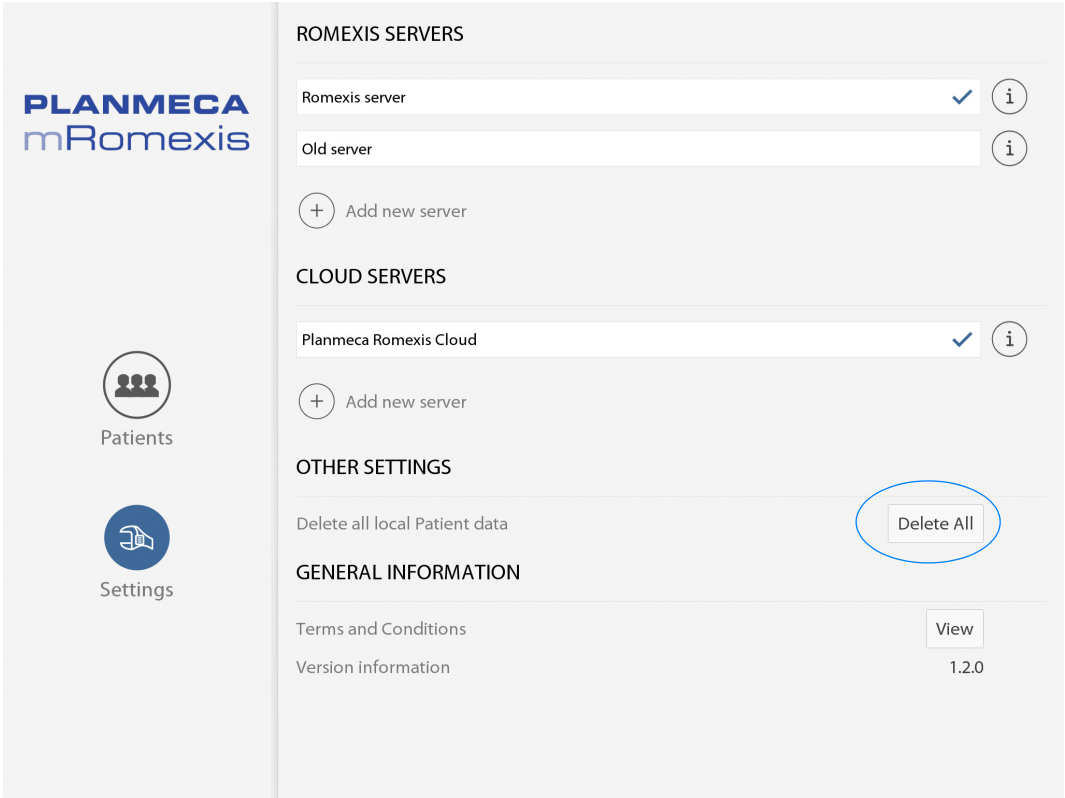 PLANMECA
mRomexis
Patients
Settings
ROMEXIS SERVERS
Romexis server
i
Old server
i
+ Add new server
CLOUD SERVERS
Planmeca Romexis Cloud
i
+ Add new server
OTHER SETTINGS
Delete all local Patient data Delete All
GENERAL INFORMATION
Terms and Conditions View
Version information 1.2.0